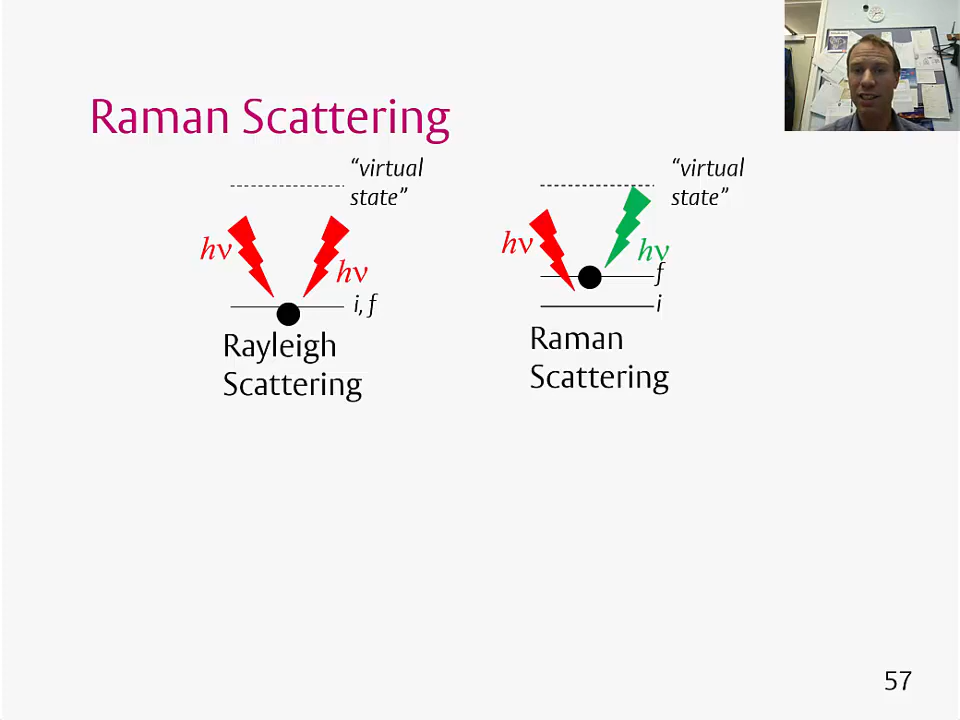 Raman Scattering
“virtual
state”
hν
hν
i, f
Rayleigh
Scattering
“virtual
state”
hν
hν
f
i
Raman
Scattering
57